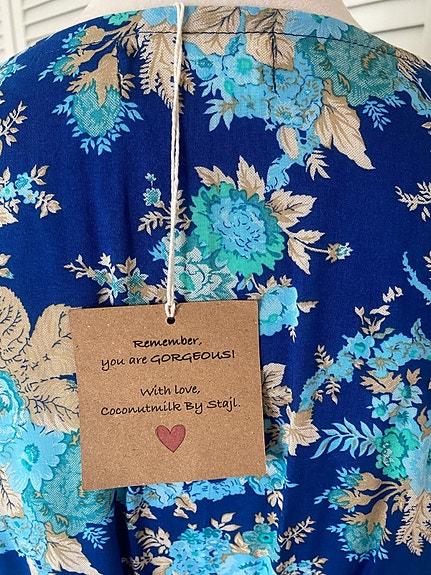 Remember,
you are GORGEOUS!
With love,
Coconutmilk By Stajl.